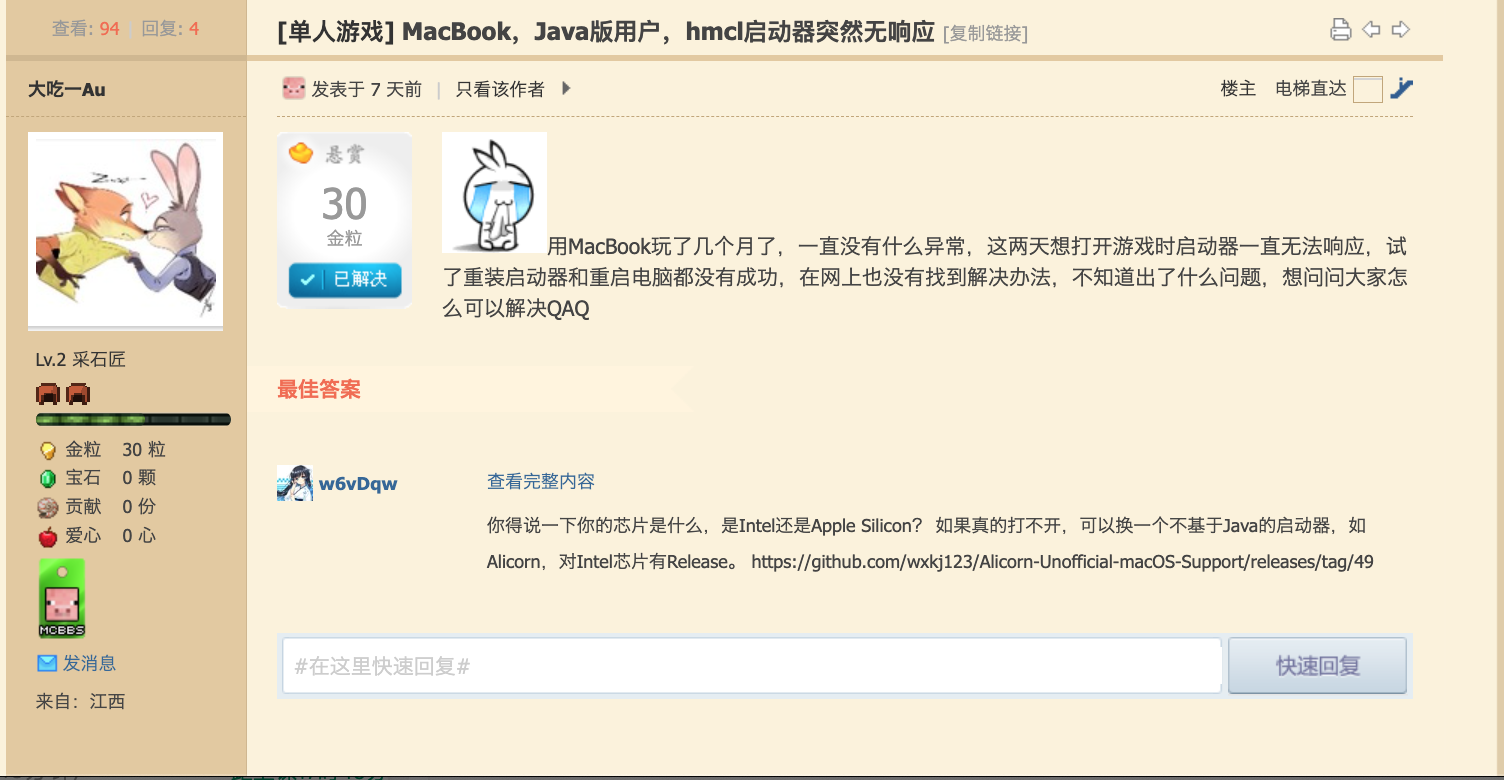 查看: 94 | 回复: 4
[单人游戏] MacBook，Java版用户，hmcl启动器突然无响应 [复制链接]
大吃一Au
发表于 7 天前 | 只看该作者
楼主 电梯直达
悬赏
30
金粒
已解决
用MacBook玩了几个月了，一直没有什么异常，这两天想打开游戏时启动器一直无法响应，试
了重装启动器和重启电脑都没有成功，在网上也没有找到解决办法，不知道出了什么问题，想问问大家怎
么可以解决QAQ
Lv.2 采石匠
金粒 30 粒
宝石 0 颗
贡献 0 份
爱心 0 心
MCBBS
发消息
来自：江西
最佳答案
w6vDqw
查看完整内容
你得说一下你的芯片是什么，是Intel还是Apple Silicon？ 如果真的打不开，可以换一个不基于Java的启动器，如
Alicorn，对Intel芯片有Release。 https://github.com/wxkj123/Alicorn-Unofficial-macOS-Support/releases/tag/49
#在这里快速回复#
快速回复